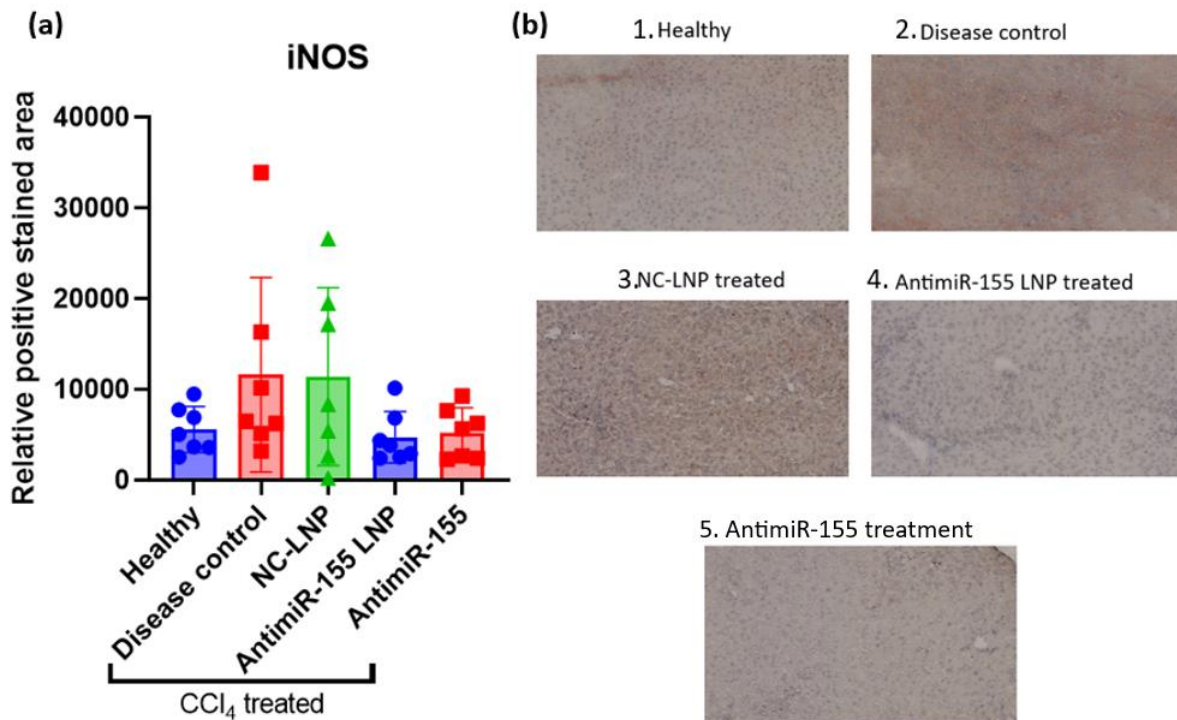 (a)
iNOS
Relative positive stained area
40000
30000
20000
10000
0
Healthy
Disease control
NC-LNP
AntimiR-155 LNP
AntimiR-155
CCl₄ treated
(b)
1. Healthy
2. Disease control
3. NC-LNP treated
4. AntimiR-155 LNP treated
5. AntimiR-155 treatment